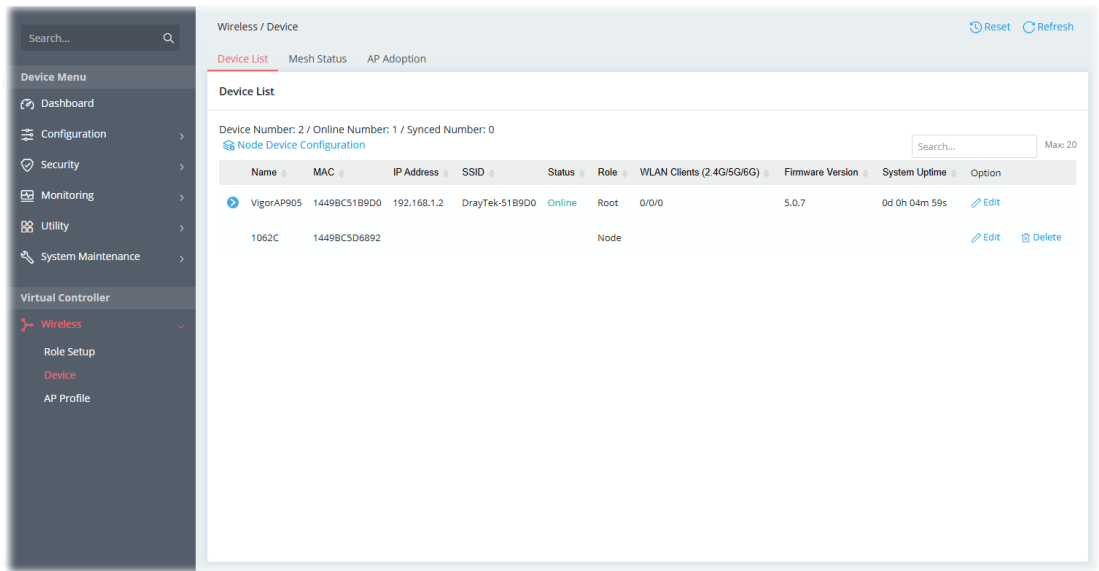 Search...
Device Menu
Dashboard
Configuration
Security
Monitoring
Utility
System Maintenance
Virtual Controller
Wireless
Role Setup
Device
AP Profile
Wireless / Device
Reset Refresh
Device List Mesh Status AP Adoption
Device List
Device Number: 2 / Online Number: 1 / Synced Number: 0
Node Device Configuration
Search... Max: 20
Name MAC IP Address SSID Status Role WLAN Clients (2.4G/5G/6G) Firmware Version System Uptime Option
VigorAP905 1449BC51B9D0 192.168.1.2 DrayTek-51B9D0 Online Root 0/0/0 5.0.7 0d 0h 04m 59s Edit
1062C 1449BC5D6892 Node Edit Delete